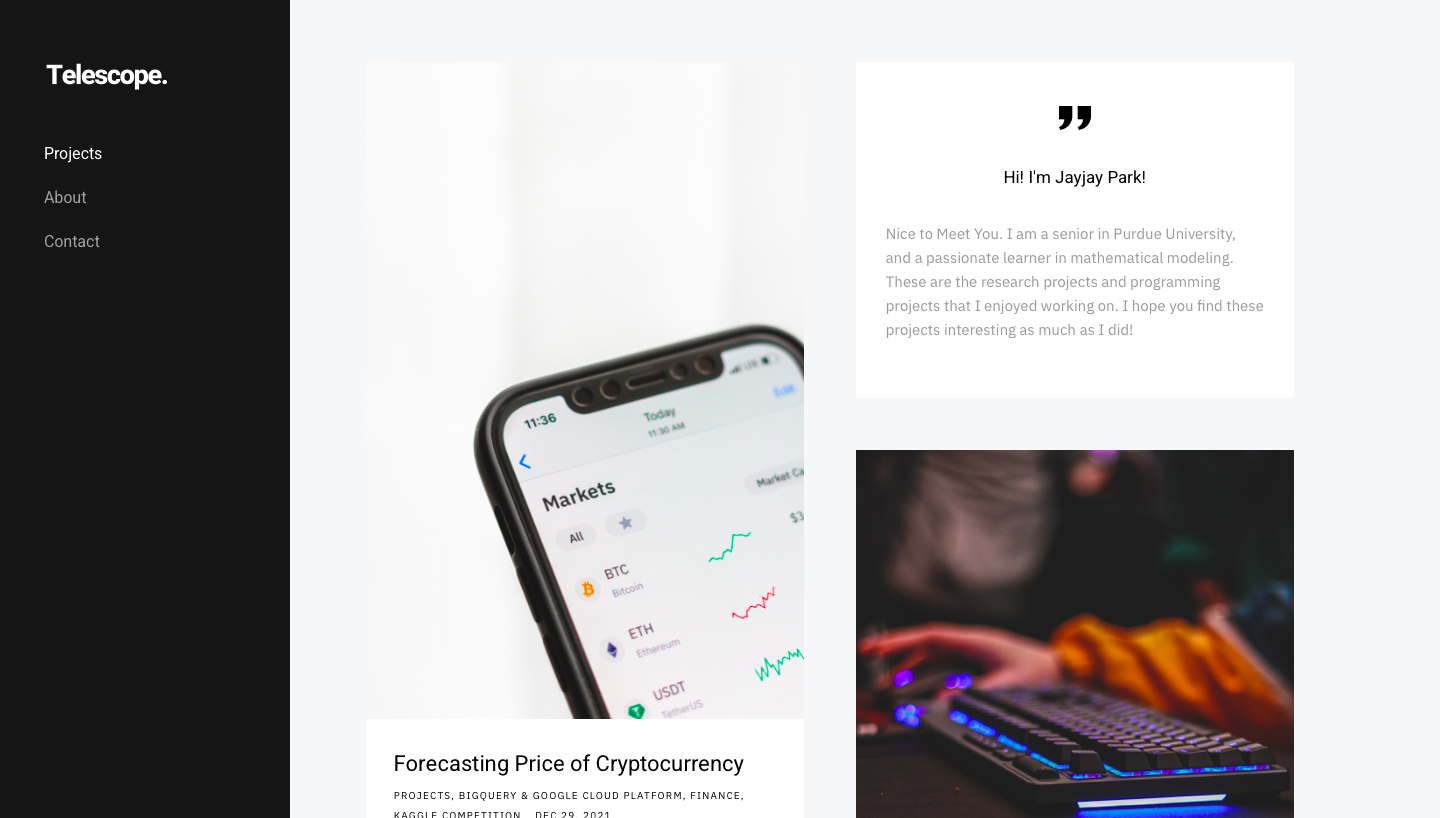 Telescope.
Projects
About
Contact
11:36
LTE
Today
11:30 AM
Edit
Markets
All
BTC
Bitcoin
ETH
Ethereum
USDT
TetherUS
Forecasting Price of Cryptocurrency
PROJECTS, BIGQUERY & GOOGLE CLOUD PLATFORM, FINANCE,
KAGGLE COMPETITION DEC 29, 2021
Hi! I'm Jayjay Park!
Nice to Meet You. I am a senior in Purdue University,
and a passionate learner in mathematical modeling.
These are the research projects and programming
projects that I enjoyed working on. I hope you find these
projects interesting as much as I did!